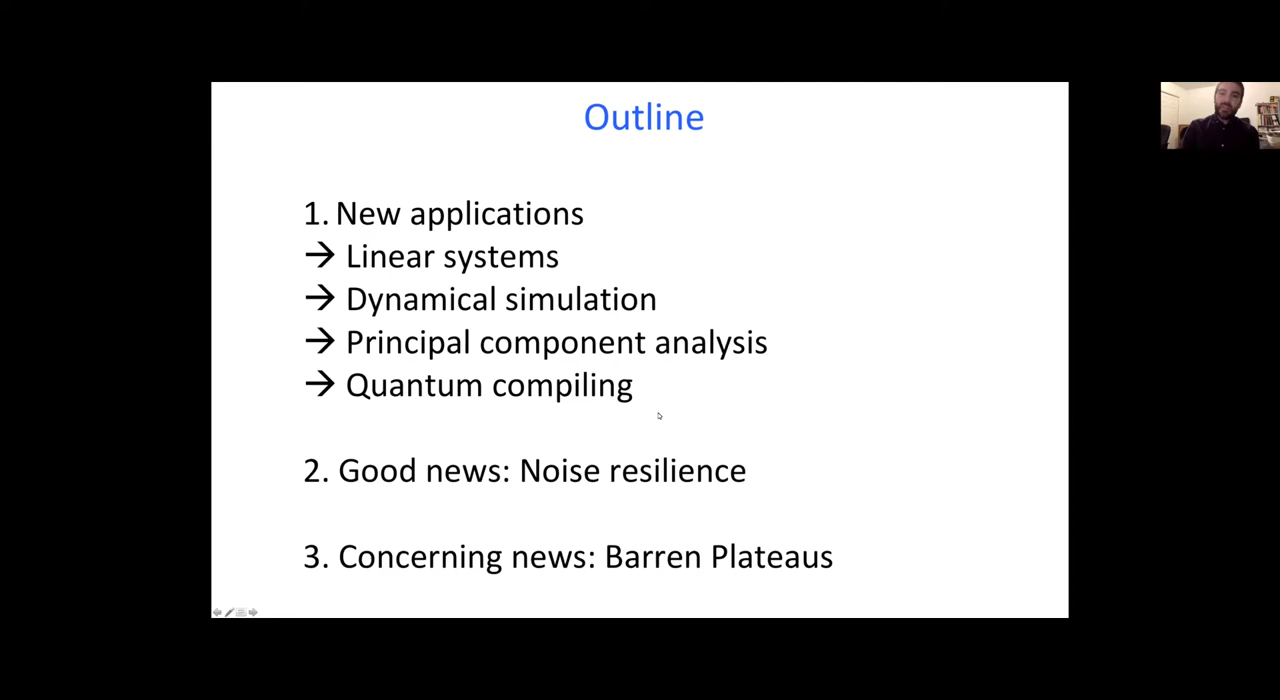 Outline
1. New applications
→ Linear systems
→ Dynamical simulation
→ Principal component analysis
→ Quantum compiling
2. Good news: Noise resilience
3. Concerning news: Barren Plateaus